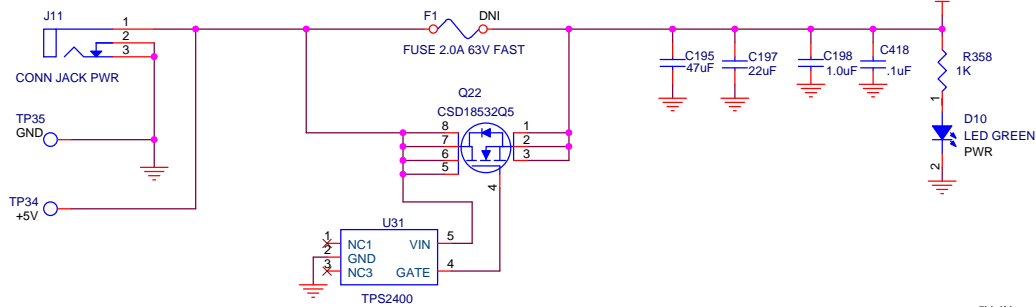 J11
1
2
3
CONN JACK PWR
F1
DNI
FUSE 2.0A 63V FAST
C195
47uF
C197
22uF
C198
1.0uF
C418
.1uF
R358
1K
Q22
CSD18532Q5
8
7
6
5
1
2
3
4
TP35
GND
TP34
+5V
1
D10
LED GREEN
PWR
2
U31
1
2
3
NC1
GND
NC3
VIN
GATE
5
4
TPS2400